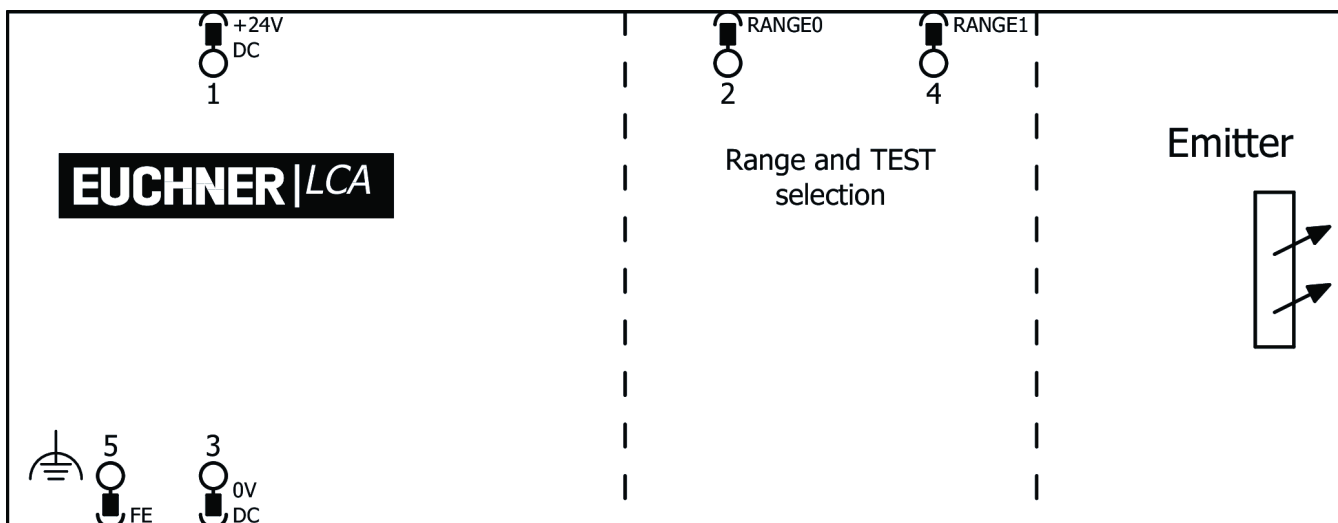 +24V
DC
1
RANGE0
2
RANGE1
4
EUCHNER|LCA
Range and TEST
selection
Emitter
5
FE
3
0V
DC